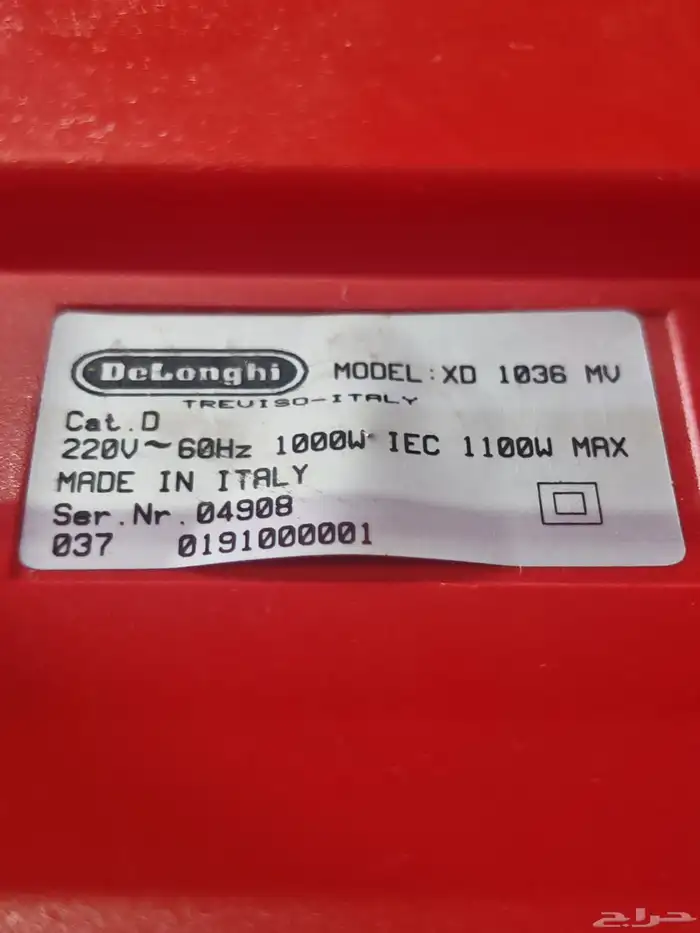 DeLonghi MODEL:XD 1036 MV
TREVISO-ITALY
Cat.D
220V~60Hz 1000W IEC 1100W MAX
MADE IN ITALY
Ser.Nr.04908
037 0191000001
حراج